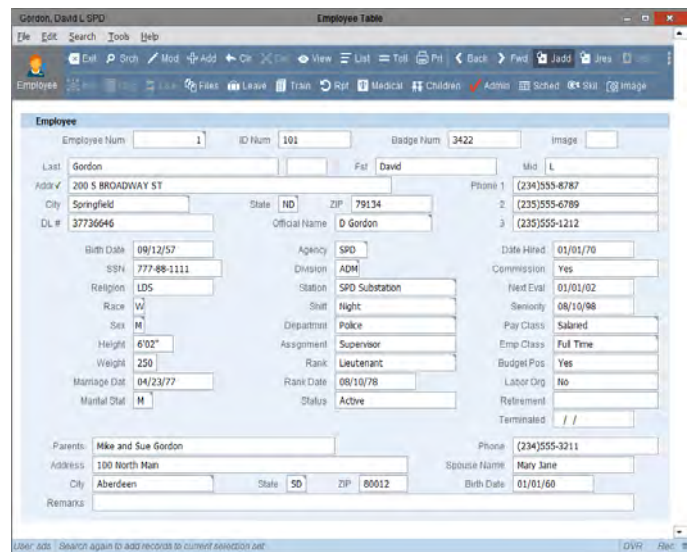 Gordon, David L SPD Employee Table
File Edit Search Tools Help
Exit Srch Mod Add Clr View List Toll Prt Back Fwd Jadd Jres
Employee Files Leave Train Rpt Medical Children Admin Sched Skill Image
Employee
Employee Num 1 ID Num 101 Badge Num 3422 Image
Last Gordon Fst David Mid L
Addr ✓ 200 S BROADWAY ST Phone 1 (234)555-8787
City Springfield State ND ZIP 79134 2 (235)555-6789
DL # 37736646 Official Name D Gordon 3 (235)555-1212
Birth Date 09/12/57 Agency SPD Date Hired 01/01/70
SSN 777-88-1111 Division ADM Commission Yes
Religion LDS Station SPD Substation Next Eval 01/01/02
Race W Shift Night Seniority 08/10/98
Sex M Departmnt Police Pay Class Salaried
Height 6'02" Assignment Supervisor Emp Class Full Time
Weight 250 Rank Lieutenant Budget Pos Yes
Marriage Dat 04/23/77 Rank Date 08/10/78 Labor Org No
Marital Stat M Status Active Retirement
Terminated / /
Parents Mike and Sue Gordon Phone (234)555-3211
Address 100 North Main Spouse Name Mary Jane
City Aberdeen State SD ZIP 80012 Birth Date 01/01/60
Remarks
User: ads Search again to add records to current selection set OVR Rec: